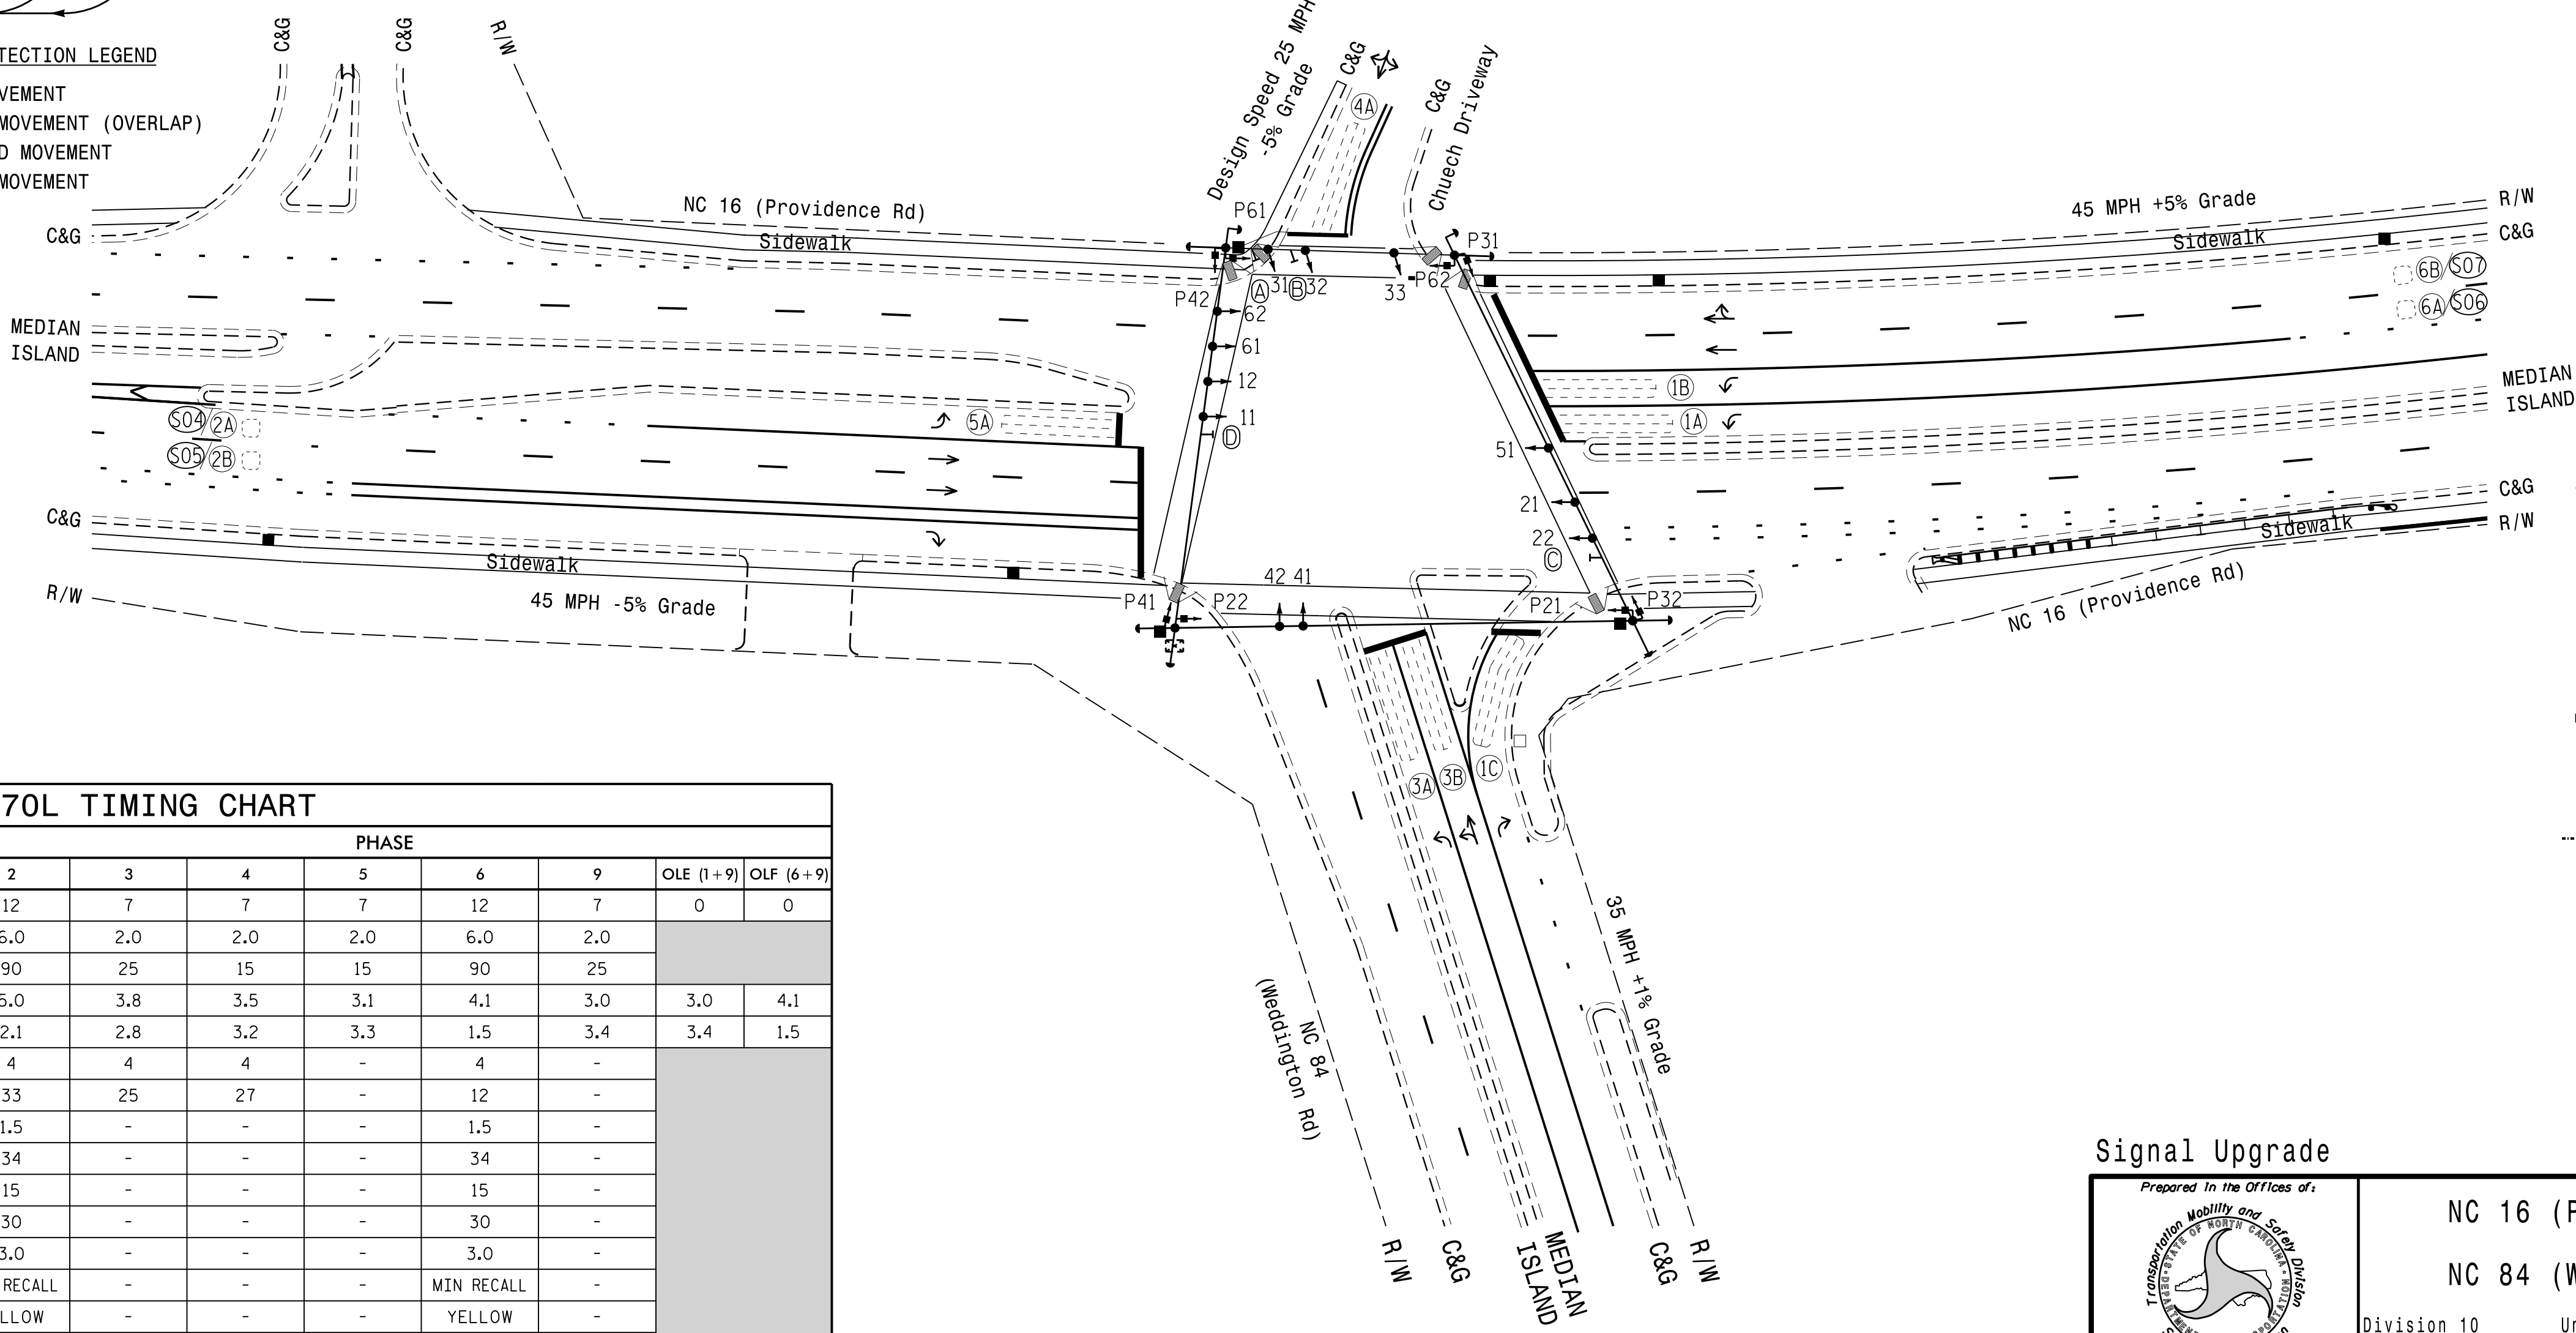 TECTION LEGEND
VEMENT
MOVEMENT (OVERLAP)
D MOVEMENT
MOVEMENT
C&G
C&G
R/W
Design Speed 25 MPH
-5% Grade
C&G
4A
C&G
Chuech Driveway
NC 16 (Providence Rd)
Sidewalk
C&G
P61
P31
45 MPH +5% Grade
Sidewalk
R/W
C&G
P42
A
31
B
32
33
P62
6B/S07
6A/S06
62
61
12
11
D
MEDIAN
ISLAND
S04/2A
S05/2B
5A
1B
1A
MEDIAN
ISLAND
51
21
22
C
C&G
R/W
Sidewalk
NC 16 (Providence Rd)
C&G
Sidewalk
R/W
45 MPH -5% Grade
P41
P22
42 41
P21
P32
3A
3B
1C
35 MPH +1% Grade
NC 84
(Weddington Rd)
R/W
C&G
MEDIAN
ISLAND
C&G
R/W
70L TIMING CHART
PHASE
2 3 4 5 6 9 OLE (1+9) OLF (6+9)
12 7 7 7 12 7 0 0
6.0 2.0 2.0 2.0 6.0 2.0
90 25 15 15 90 25
5.0 3.8 3.5 3.1 4.1 3.0 3.0 4.1
2.1 2.8 3.2 3.3 1.5 3.4 3.4 1.5
4 4 4 - 4 -
33 25 27 - 12 -
1.5 - - - 1.5 -
34 - - - 34 -
15 - - - 15 -
30 - - - 30 -
3.0 - - - 3.0 -
RECALL - - - MIN RECALL -
LLOW - - - YELLOW -
Signal Upgrade
Prepared in the Offices of:
Transportation Mobility and Safety Division
STATE OF NORTH CAROLINA
NC 16 (P
NC 84 (W
Division 10